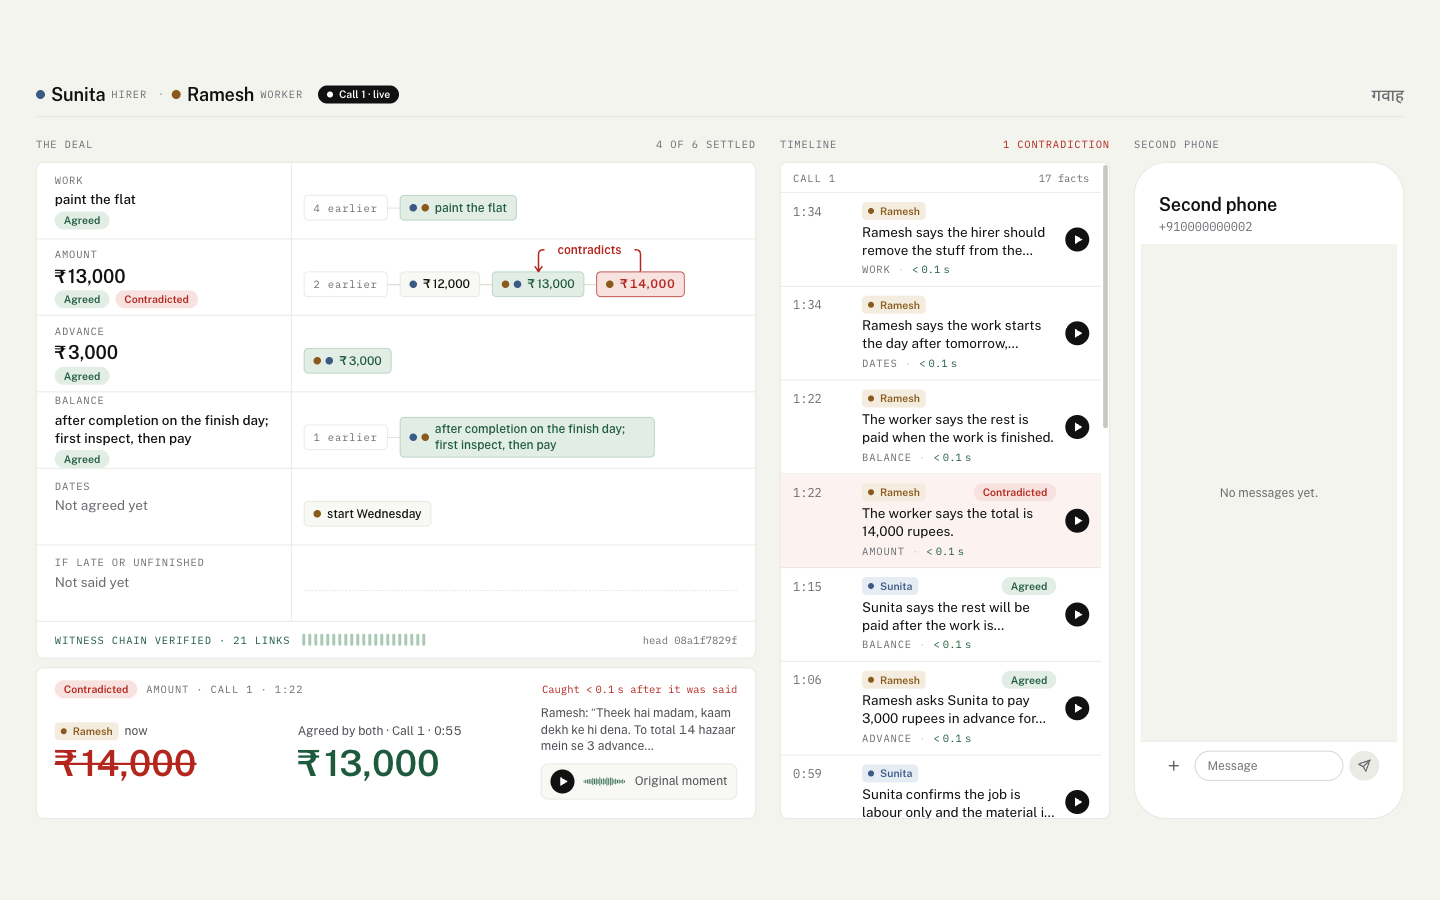 Sunita HIRER · Ramesh WORKER Call 1 · live
गवाह
THE DEAL
4 OF 6 SETTLED
WORK
paint the flat
Agreed
4 earlier
paint the flat
AMOUNT
₹13,000
Agreed Contradicted
contradicts
2 earlier
₹12,000
₹13,000
₹14,000
ADVANCE
₹3,000
Agreed
₹3,000
BALANCE
after completion on the finish day;
first inspect, then pay
Agreed
1 earlier
after completion on the finish day;
first inspect, then pay
DATES
Not agreed yet
start Wednesday
IF LATE OR UNFINISHED
Not said yet
WITNESS CHAIN VERIFIED · 21 LINKS
head 08a1f7829f
Contradicted AMOUNT · CALL 1 · 1:22
Ramesh now
₹14,000
Agreed by both · Call 1 · 0:55
₹13,000
Caught <0.1 s after it was said
Ramesh: “Theek hai madam, kaam
dekh ke hi dena. To total 14 hazaar
mein se 3 advance...
Original moment
TIMELINE
1 CONTRADICTION
CALL 1
17 facts
1:34
Ramesh
Ramesh says the hirer should
remove the stuff from the...
WORK · <0.1 s
1:34
Ramesh
Ramesh says the work starts
the day after tomorrow,...
DATES · <0.1 s
1:22
Ramesh
The worker says the rest is
paid when the work is finished.
BALANCE · <0.1 s
1:22
Ramesh
Contradicted
The worker says the total is
14,000 rupees.
AMOUNT · <0.1 s
1:15
Sunita
Agreed
Sunita says the rest will be
paid after the work is...
BALANCE · <0.1 s
1:06
Ramesh
Agreed
Ramesh asks Sunita to pay
3,000 rupees in advance for...
ADVANCE · <0.1 s
0:59
Sunita
Sunita confirms the job is
labour only and the material i...
SECOND PHONE
Second phone
+910000000002
No messages yet.
+
Message